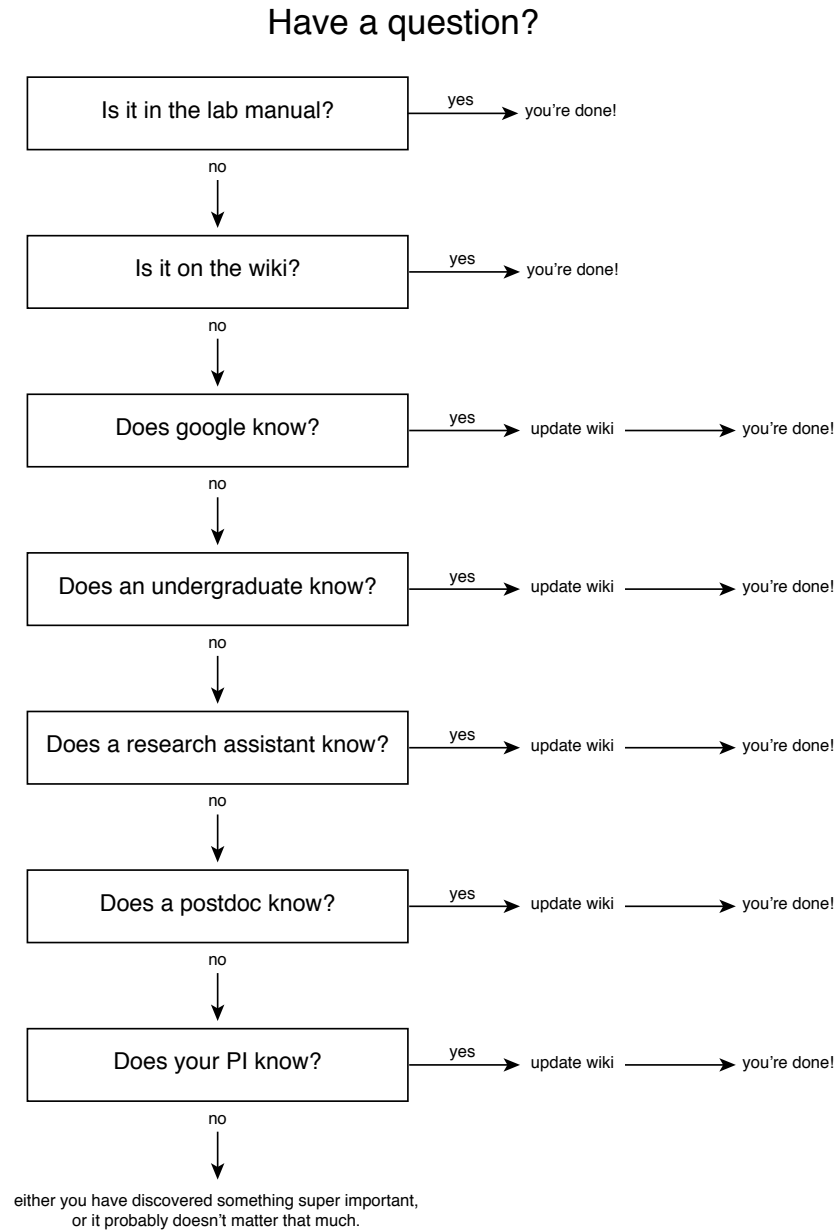 Have a question?
Is it in the lab manual?
yes
you're done!
no
Is it on the wiki?
yes
you're done!
no
Does google know?
yes
update wiki
you're done!
no
Does an undergraduate know?
yes
update wiki
you're done!
no
Does a research assistant know?
yes
update wiki
you're done!
no
Does a postdoc know?
yes
update wiki
you're done!
no
Does your PI know?
yes
update wiki
you're done!
no
either you have discovered something super important,
or it probably doesn't matter that much.